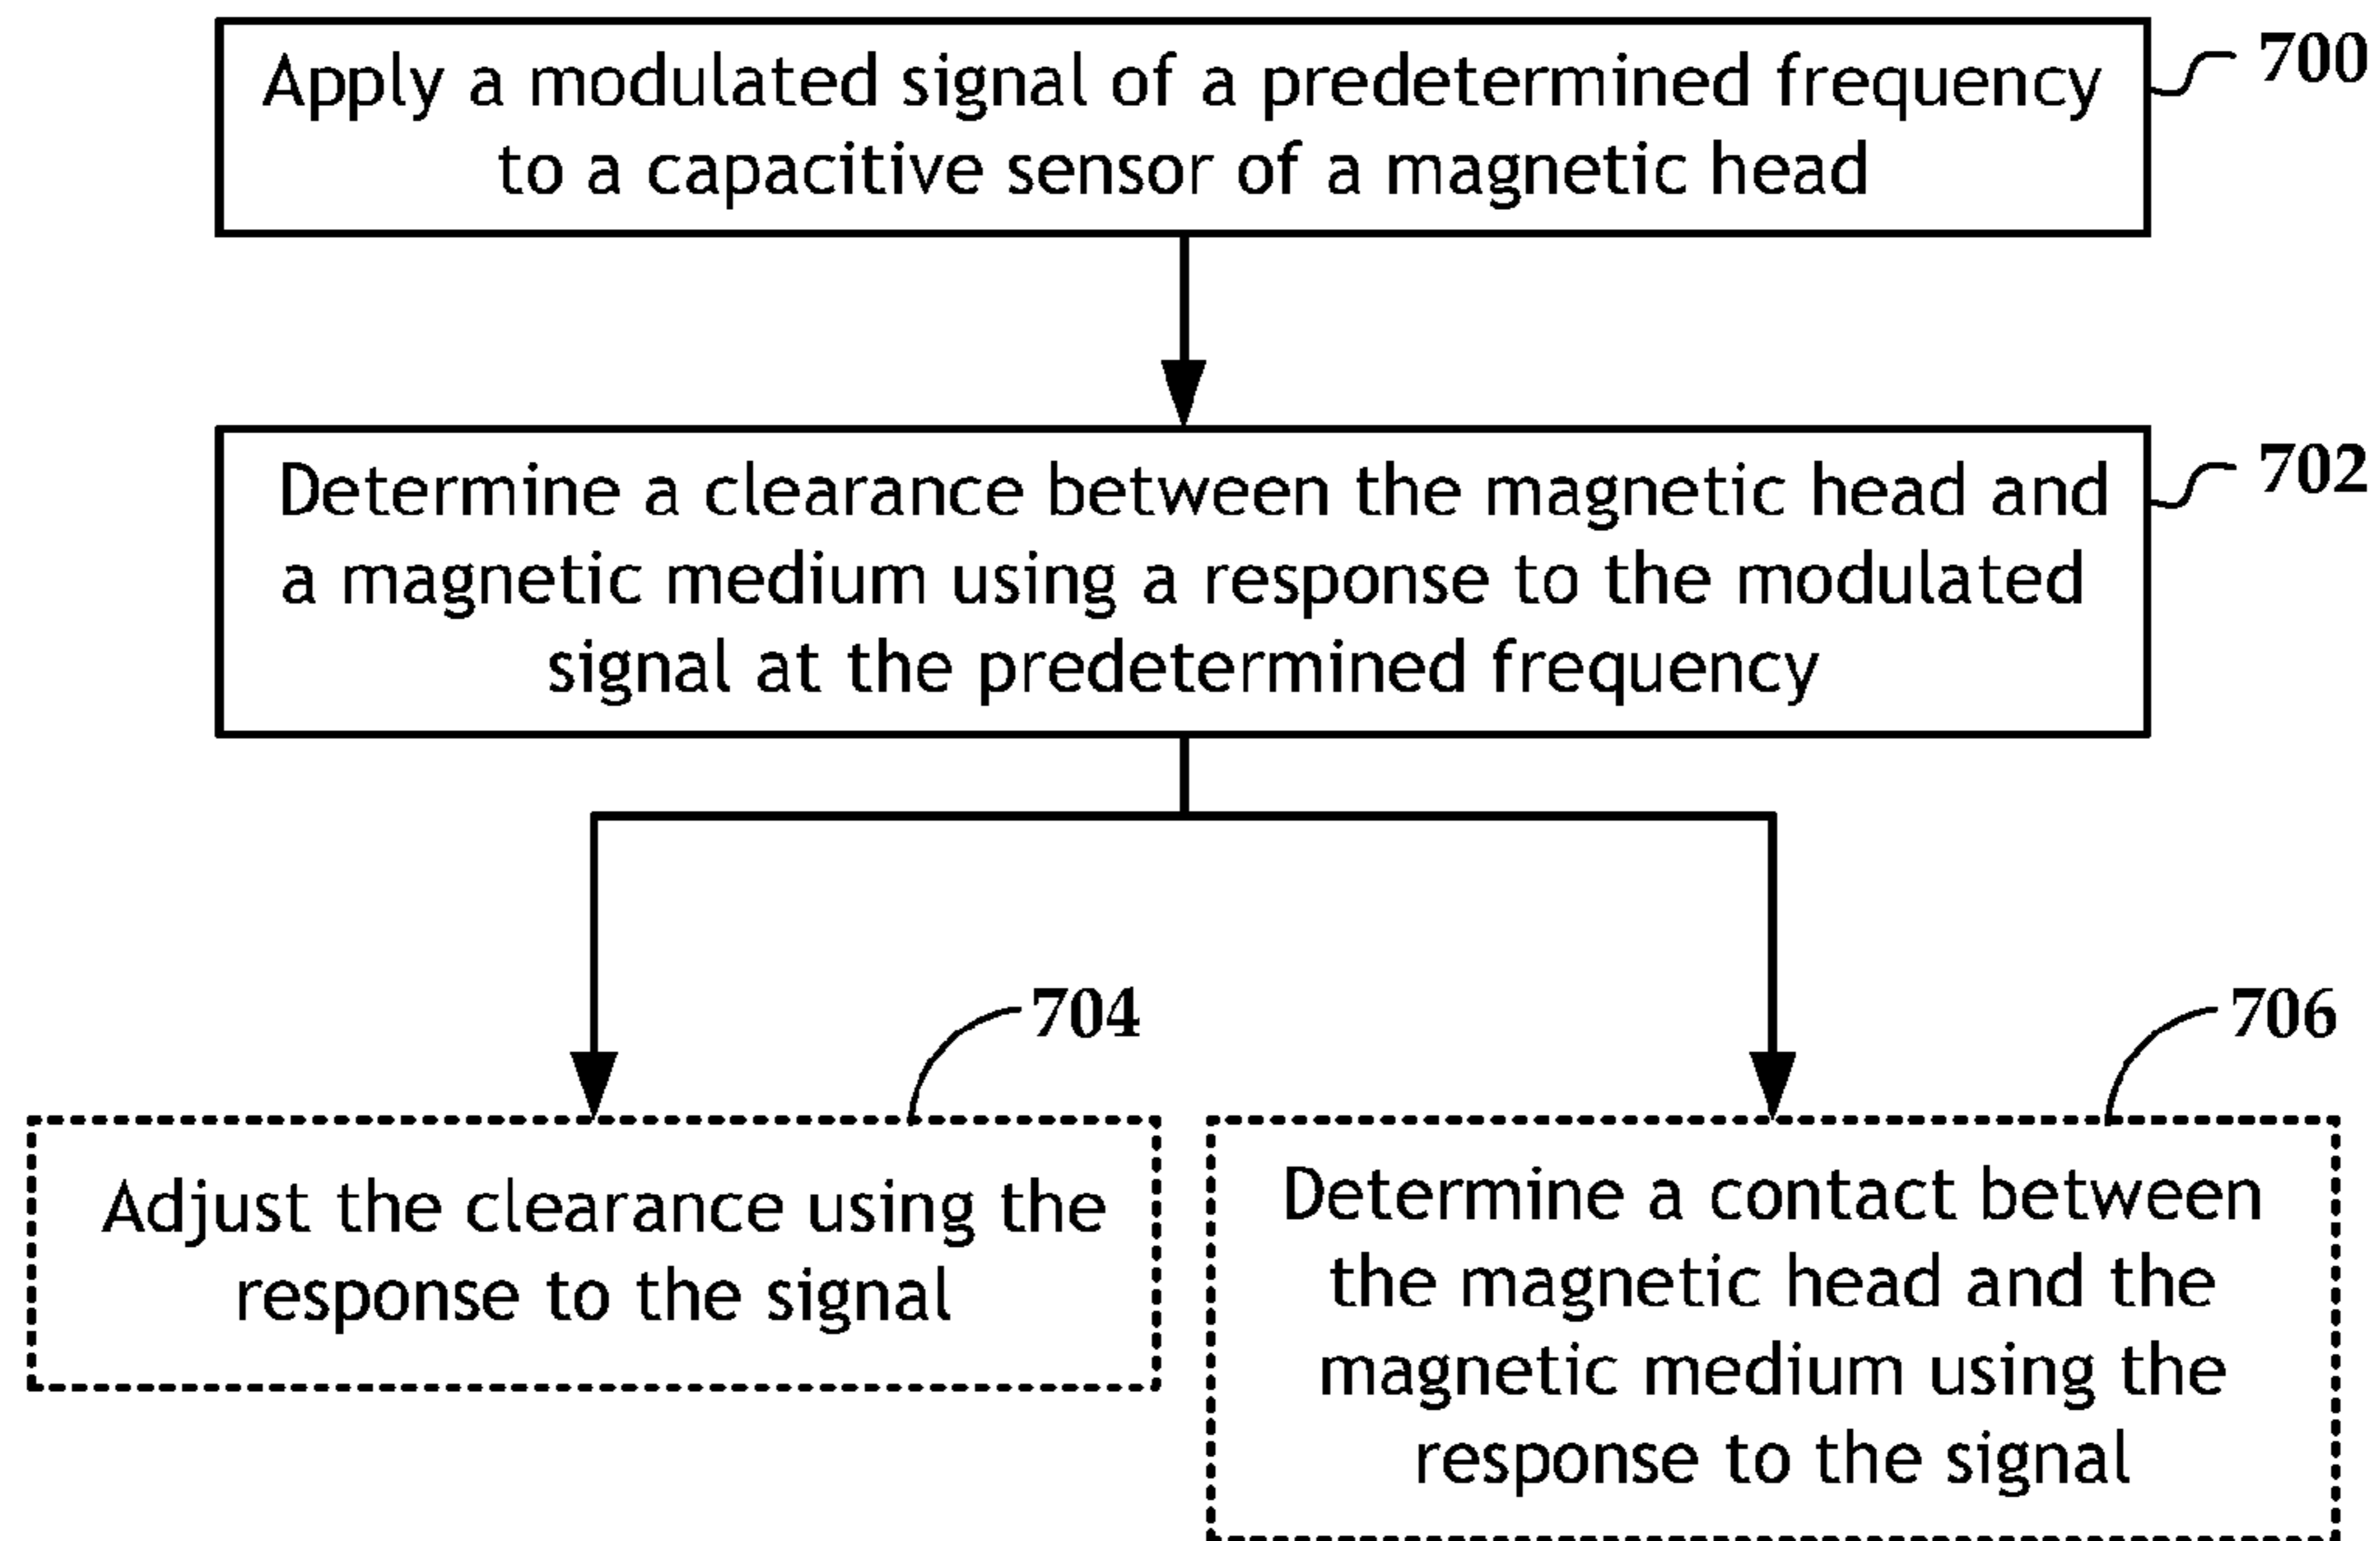 Apply a modulated signal of a predetermined frequency
to a capacitive sensor of a magnetic head
700
Determine a clearance between the magnetic head and
a magnetic medium using a response to the modulated
signal at the predetermined frequency
702
704
Adjust the clearance using the
response to the signal
706
Determine a contact between
the magnetic head and the
magnetic medium using the
response to the signal